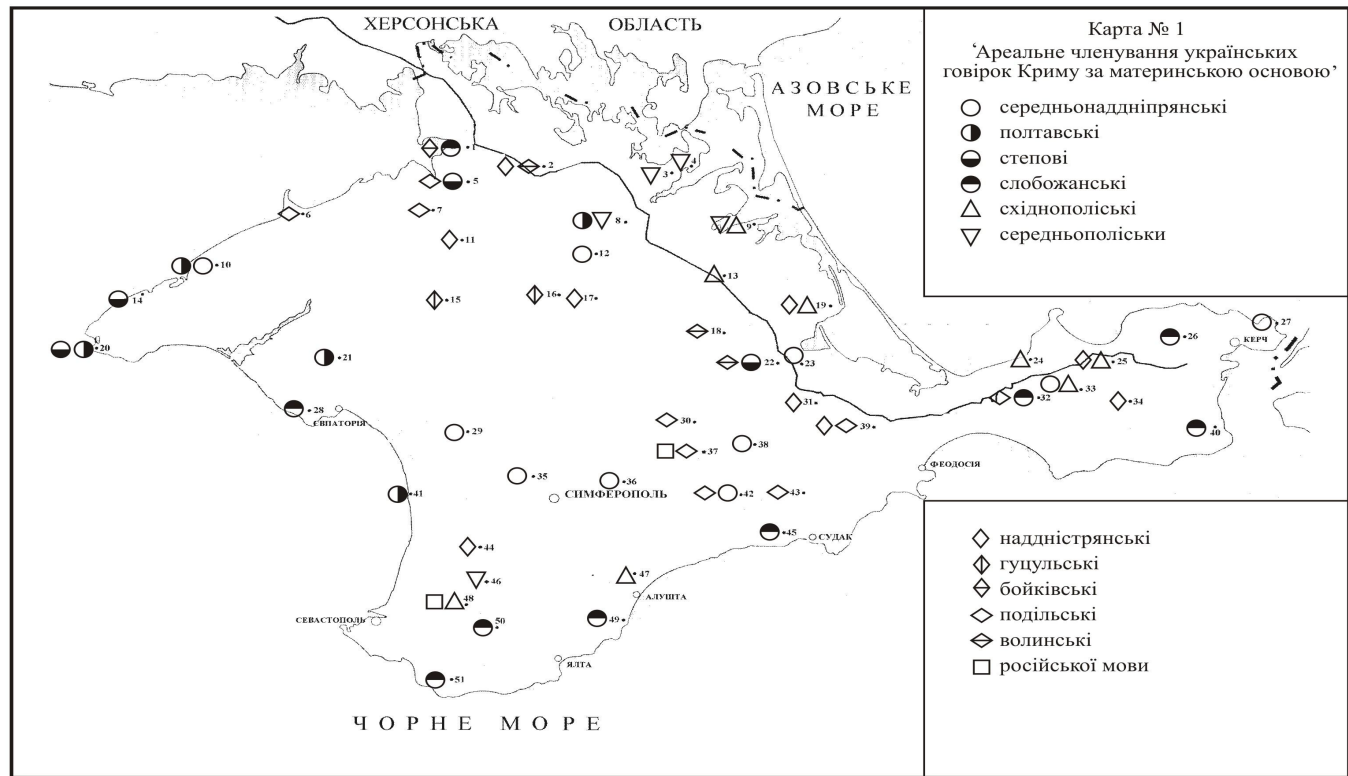 ХЕРСОНСЬКА ОБЛАСТЬ
АЗОВСЬКЕ
МОРЕ
Карта № 1
‘Ареальне членування українських
говірок Криму за материнською основою’
середньонаддніпрянські
полтавські
степові
слобожанські
східнополіські
середньополіськи
1
2
3
4
5
6
7
8
9
10
11
12
13
14
15
16
17
18
19
20
21
22
23
24
25
26
27
КЕРЧ
28
ЄВПАТОРІЯ
29
30
31
32
33
34
35
36
37
38
39
40
ФЕОДОСІЯ
СИМФЕРОПОЛЬ
41
42
43
44
45
СУДАК
46
47
48
АЛУШТА
СЕВАСТОПОЛЬ
49
50
ЯЛТА
51
ЧОРНЕ МОРЕ
наддністрянські
гуцульські
бойківські
подільські
волинські
російської мови